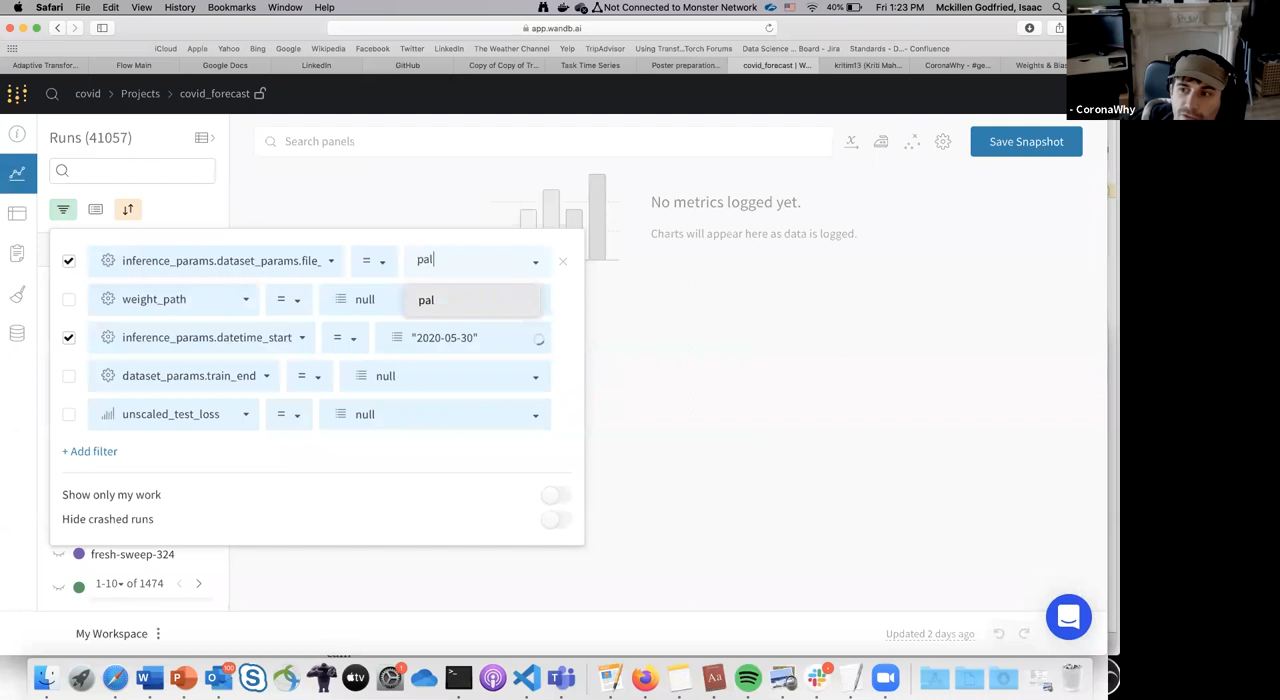 Safari File Edit View History Bookmarks Window Help Not Connected to Monster Network 40% Fri 1:23 PM Mckillen Godfried, Isaac
app.wandb.ai
iCloud Apple Yahoo Bing Google Wikipedia Facebook Twitter LinkedIn The Weather Channel Yelp TripAdvisor Using Transf...Torch Forums Data Science ... Board - Jira Standards - D...- Confluence
Adaptive Transfor... Flow Main Google Docs LinkedIn GitHub Copy of Copy of Tr... Task Time Series Poster preparation... covid_forecast | W... kritim13 (Kriti Mah... CoronaWhy - #ge... Weights & Bias
- CoronaWhy
covid > Projects > covid_forecast
Runs (41057)
Search panels
Save Snapshot
No metrics logged yet.
Charts will appear here as data is logged.
inference_params.dataset_params.file_ = pal
weight_path = null
pal
inference_params.datetime_start = "2020-05-30"
dataset_params.train_end = null
unscaled_test_loss = null
+ Add filter
Show only my work
Hide crashed runs
fresh-sweep-324
1-10 of 1474
My Workspace
Updated 2 days ago
100
1
tv
Aa